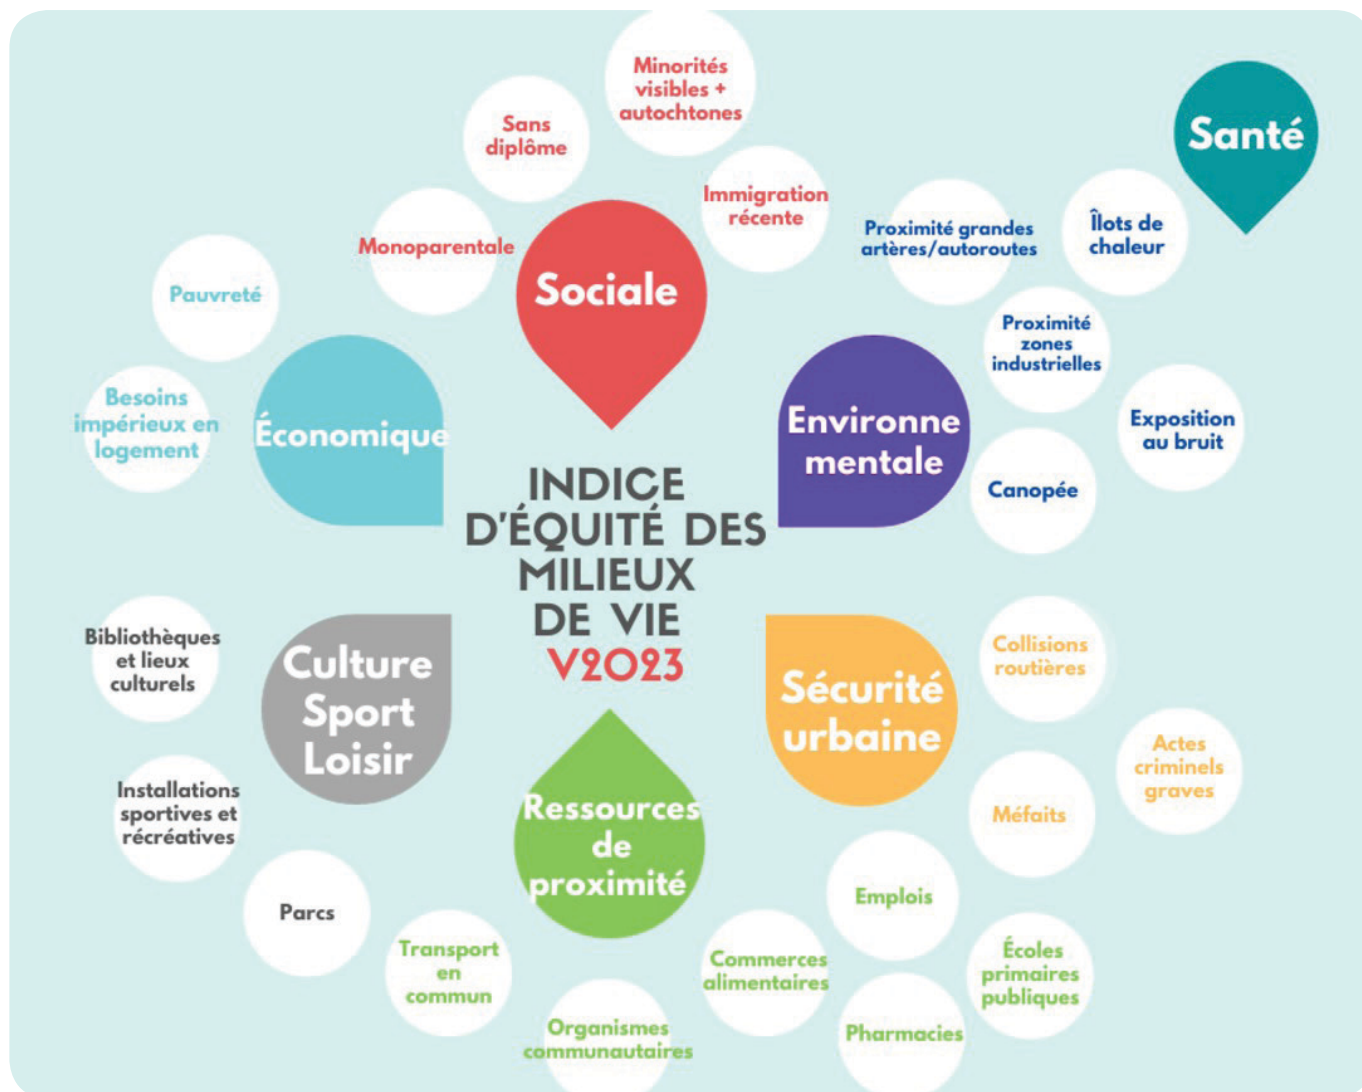 Minorités
visibles +
autochtones
Sans
diplôme
Immigration
récente
Monoparentale
Sociale
Santé
Proximité grandes
artères/autoroutes
Îlots de
chaleur
Proximité
zones
industrielles
Exposition
au bruit
Canopée
Environne
mentale
Pauvreté
Besoins
impérieux en
logement
Économique
INDICE
D'ÉQUITÉ DES
MILIEUX
DE VIE
V2023
Bibliothèques
et lieux
culturels
Installations
sportives et
récréatives
Parcs
Culture
Sport
Loisir
Sécurité
urbaine
Collisions
routières
Actes
criminels
graves
Méfaits
Ressources
de
proximité
Transport
en
commun
Organismes
communautaires
Commerces
alimentaires
Emplois
Pharmacies
Écoles
primaires
publiques